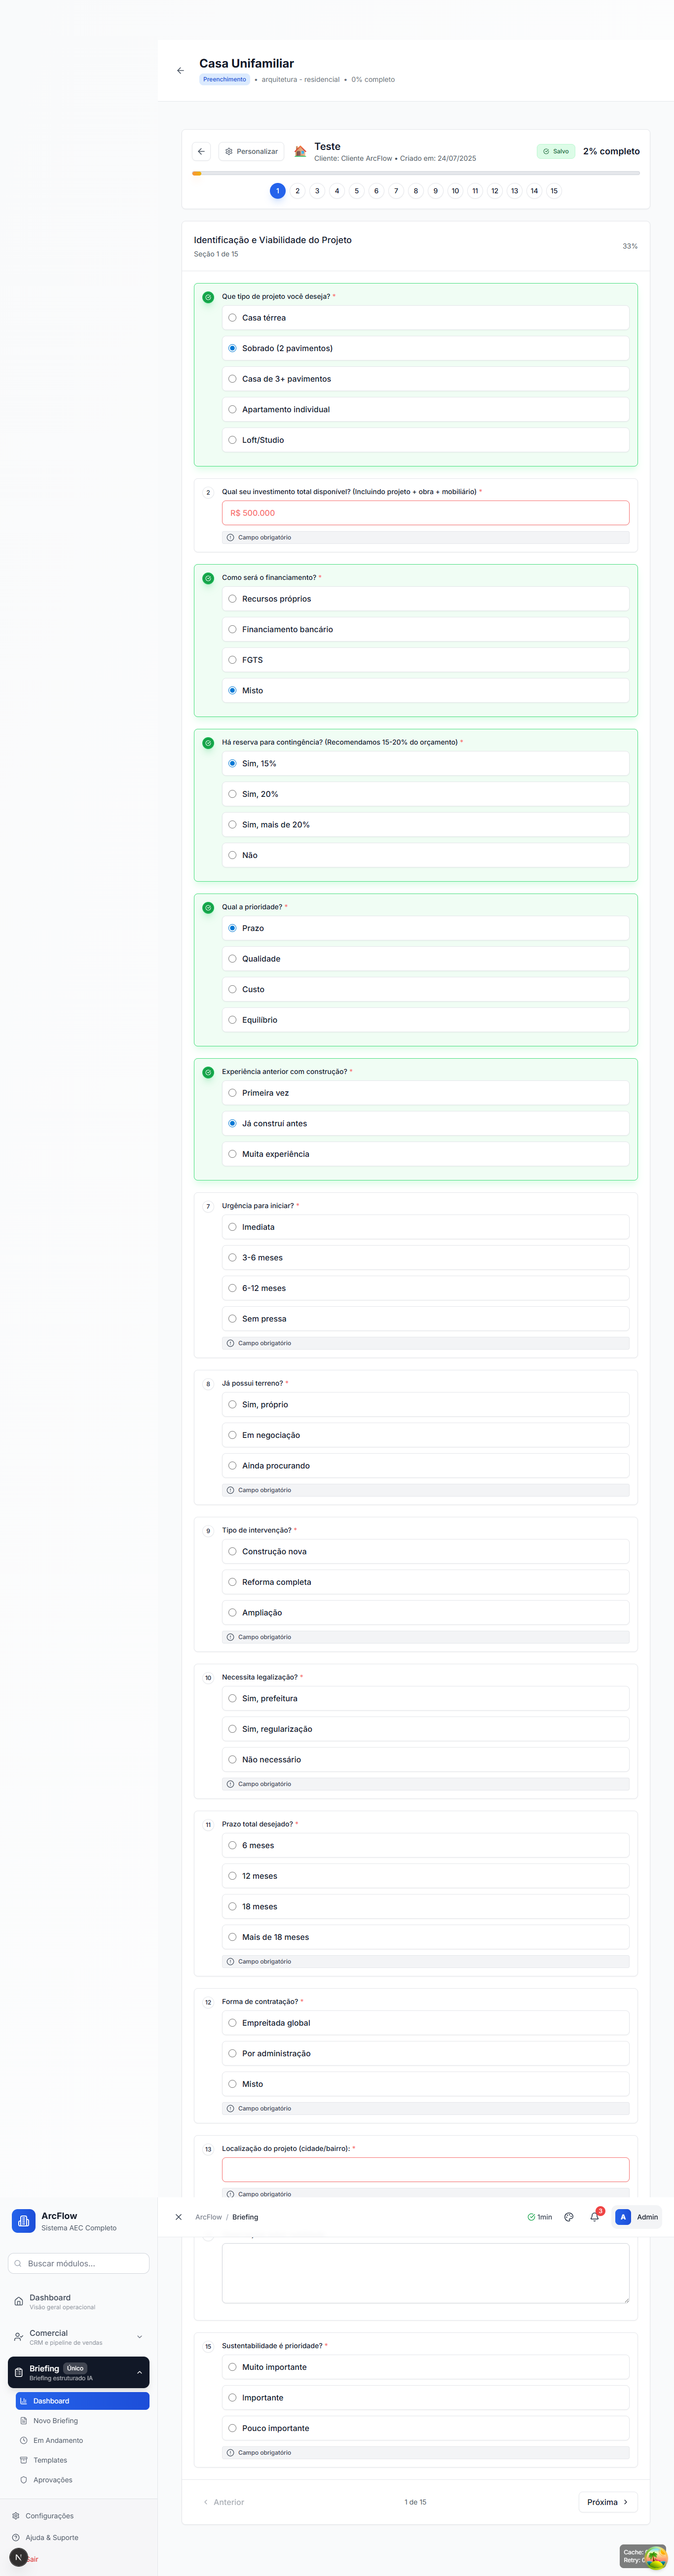 Casa Unifamiliar
Preenchimento • arquitetura - residencial • 0% completo
Personalizar
Teste
Cliente: Cliente ArcFlow • Criado em: 24/07/2025
Salvo
2% completo
1 2 3 4 5 6 7 8 9 10 11 12 13 14 15
Identificação e Viabilidade do Projeto
Seção 1 de 15
33%
Que tipo de projeto você deseja? *
Casa térrea
Sobrado (2 pavimentos)
Casa de 3+ pavimentos
Apartamento individual
Loft/Studio
2
Qual seu investimento total disponível? (Incluindo projeto + obra + mobiliário) *
R$ 500.000
Campo obrigatório
Como será o financiamento? *
Recursos próprios
Financiamento bancário
FGTS
Misto
Há reserva para contingência? (Recomendamos 15-20% do orçamento) *
Sim, 15%
Sim, 20%
Sim, mais de 20%
Não
Qual a prioridade? *
Prazo
Qualidade
Custo
Equilíbrio
Experiência anterior com construção? *
Primeira vez
Já construí antes
Muita experiência
7
Urgência para iniciar? *
Imediata
3-6 meses
6-12 meses
Sem pressa
Campo obrigatório
8
Já possui terreno? *
Sim, próprio
Em negociação
Ainda procurando
Campo obrigatório
9
Tipo de intervenção? *
Construção nova
Reforma completa
Ampliação
Campo obrigatório
10
Necessita legalização? *
Sim, prefeitura
Sim, regularização
Não necessário
Campo obrigatório
11
Prazo total desejado? *
6 meses
12 meses
18 meses
Mais de 18 meses
Campo obrigatório
12
Forma de contratação? *
Empreitada global
Por administração
Misto
Campo obrigatório
13
Localização do projeto (cidade/bairro): *
Campo obrigatório
ArcFlow
Sistema AEC Completo
ArcFlow / Briefing
1min
3
A
Admin
Buscar módulos...
Dashboard
Visão geral operacional
Comercial
CRM e pipeline de vendas
Briefing Único
Briefing estruturado IA
Dashboard
Novo Briefing
Em Andamento
Templates
Aprovações
Configurações
Ajuda & Suporte
N
Sair
15
Sustentabilidade é prioridade? *
Muito importante
Importante
Pouco importante
Campo obrigatório
Anterior
1 de 15
Próxima
Cache:
Retry: